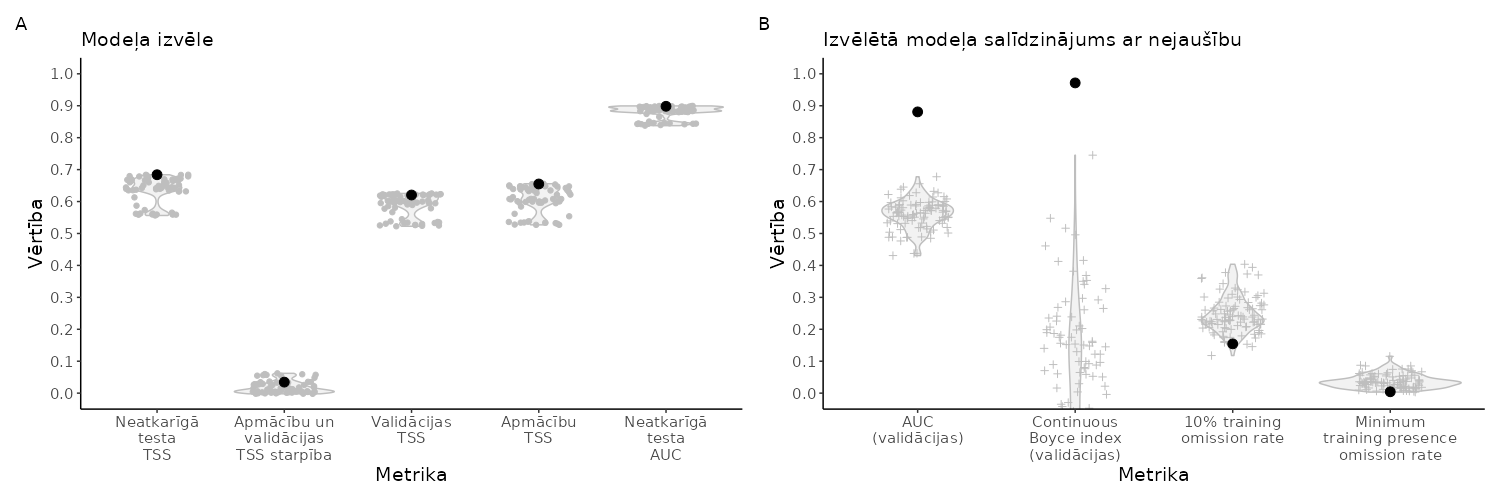 A
Modeļa izvēle
Vērtība
1.0
0.9
0.8
0.7
0.6
0.5
0.4
0.3
0.2
0.1
0.0
Neatkarīgā
testa
TSS
Apmācību un
validācijas
TSS starpība
Validācijas
TSS
Apmācību
TSS
Neatkarīgā
testa
AUC
Metrika
B
Izvēlētā modeļa salīdzinājums ar nejaušību
Vērtība
1.0
0.9
0.8
0.7
0.6
0.5
0.4
0.3
0.2
0.1
0.0
AUC
(validācijas)
Continuous
Boyce index
(validācijas)
10% training
omission rate
Minimum
training presence
omission rate
Metrika